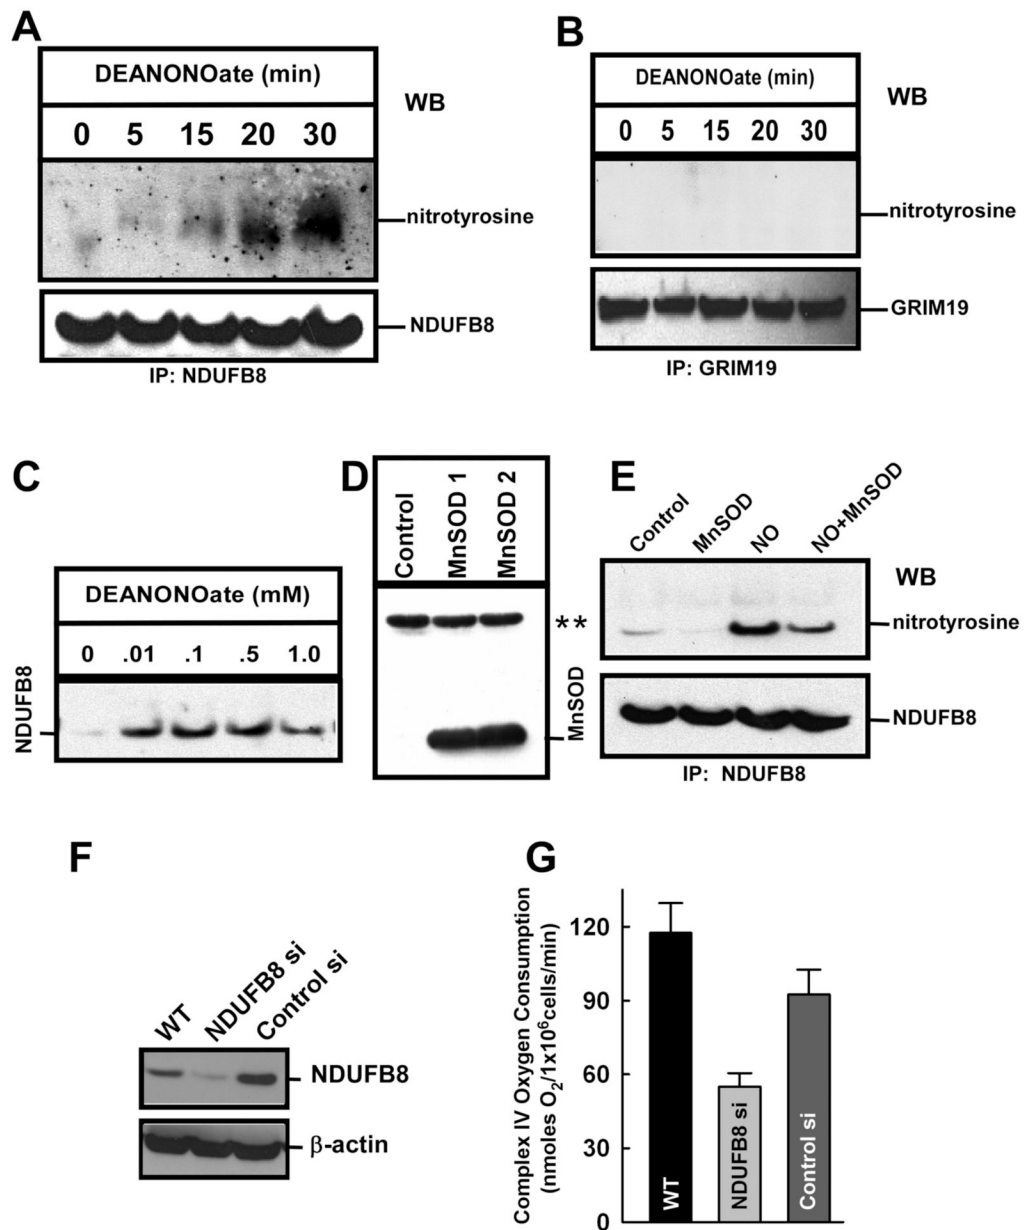 A
DEANONOate (min)
WB
0 5 15 20 30
nitrotyrosine
NDUFB8
IP: NDUFB8
B
DEANONOate (min)
WB
0 5 15 20 30
nitrotyrosine
GRIM19
IP: GRIM19
C
DEANONOate (mM)
0 .01 .1 .5 1.0
NDUFB8
D
Control
MnSOD 1
MnSOD 2
**
MnSOD
E
Control
MnSOD
NO
NO+MnSOD
WB
nitrotyrosine
NDUFB8
IP: NDUFB8
F
WT
NDUFB8 si
Control si
NDUFB8
β-actin
G
Complex IV Oxygen Consumption
(nmoles O₂/1x10⁶cells/min)
120
90
60
30
0
WT
NDUFB8 si
Control si